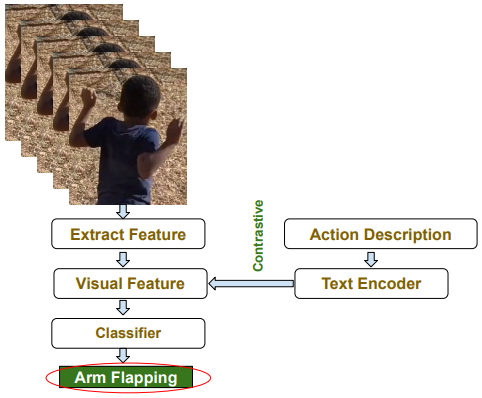 Extract Feature
Contrastive
Action Description
Visual Feature
Text Encoder
Classifier
Arm Flapping